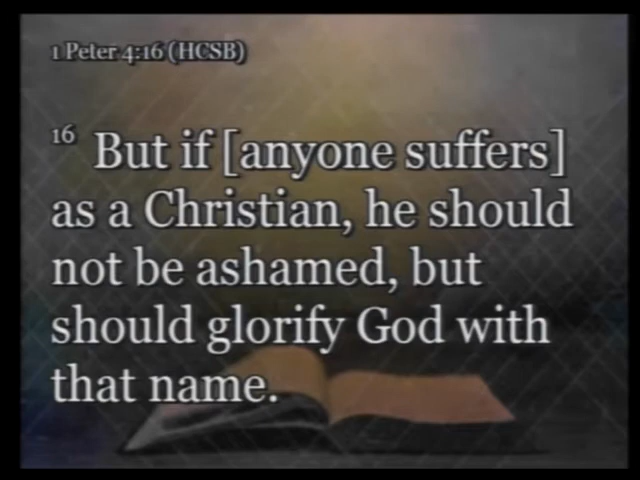 1 Peter 4:16 (HCSB)
16 But if [anyone suffers]
as a Christian, he should
not be ashamed, but
should glorify God with
that name.